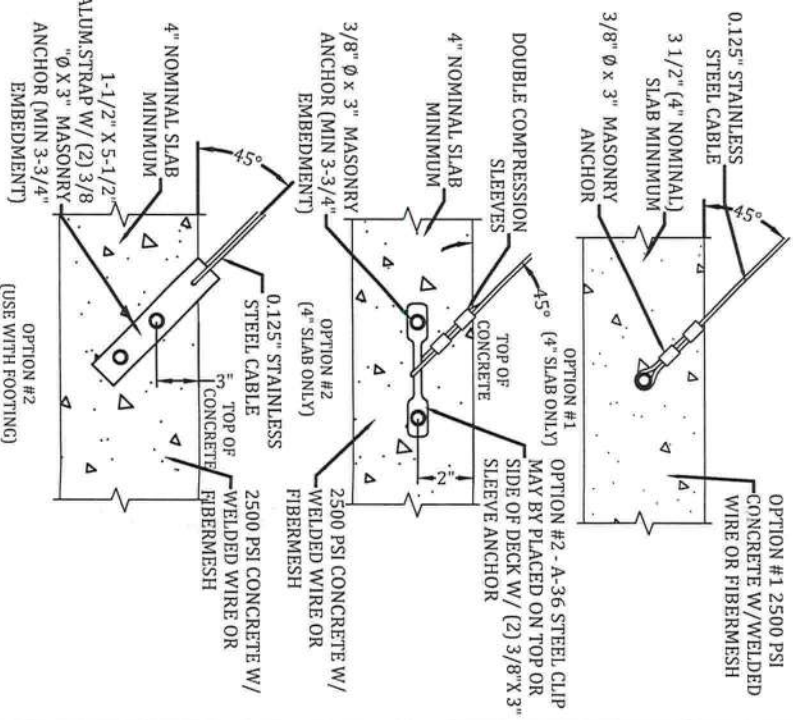 0.125" STAINLESS
STEEL CABLE
3 1/2" (4" NOMINAL)
SLAB MINIMUM
3/8" Ø x 3" MASONRY
ANCHOR
45°
OPTION #1 2500 PSI
CONCRETE W/WELDED
WIRE OR FIBERMESH
OPTION #1
(4" SLAB ONLY)
DOUBLE COMPRESSION
SLEEVES
4" NOMINAL SLAB
MINIMUM
3/8" Ø x 3" MASONRY
ANCHOR (MIN 3-3/4"
EMBEDMENT)
45°
TOP OF
CONCRETE
2"
OPTION #2 - A-36 STEEL CLIP
MAY BY PLACED ON TOP OR
SIDE OF DECK W/ (2) 3/8"X 3"
SLEEVE ANCHOR
2500 PSI CONCRETE W/
WELDED WIRE OR
FIBERMESH
OPTION #2
(4" SLAB ONLY)
45°
4" NOMINAL SLAB
MINIMUM
1-1/2" X 5-1/2"
ALUM.STRAP W/ (2) 3/8
"Ø X 3" MASONRY
ANCHOR (MIN 3-3/4"
EMBEDMENT)
0.125" STAINLESS
STEEL CABLE
3"
TOP OF
CONCRETE
2500 PSI CONCRETE W/
WELDED WIRE OR
FIBERMESH
OPTION #2
(USE WITH FOOTING)